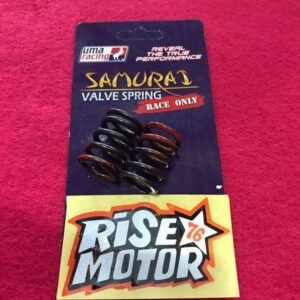 uma
racing
REVEAL
THE TRUE
PERFORMANCE
SAMURAI
VALVE SPRING
RACE ONLY
RISE
76
MOTOR